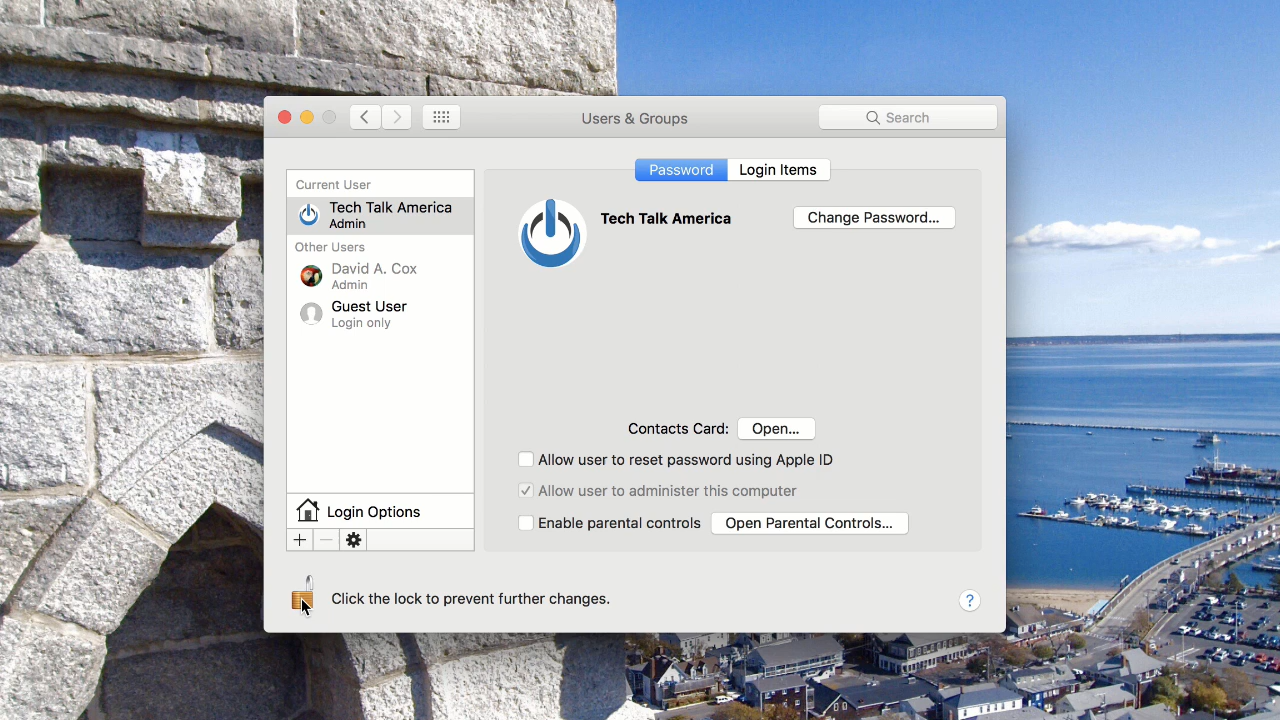 Users & Groups
Search
Password
Login Items
Current User
Tech Talk America
Admin
Other Users
David A. Cox
Admin
Guest User
Login only
Login Options
Tech Talk America
Change Password...
Contacts Card:
Open...
Allow user to reset password using Apple ID
Allow user to administer this computer
Enable parental controls
Open Parental Controls...
Click the lock to prevent further changes.
?